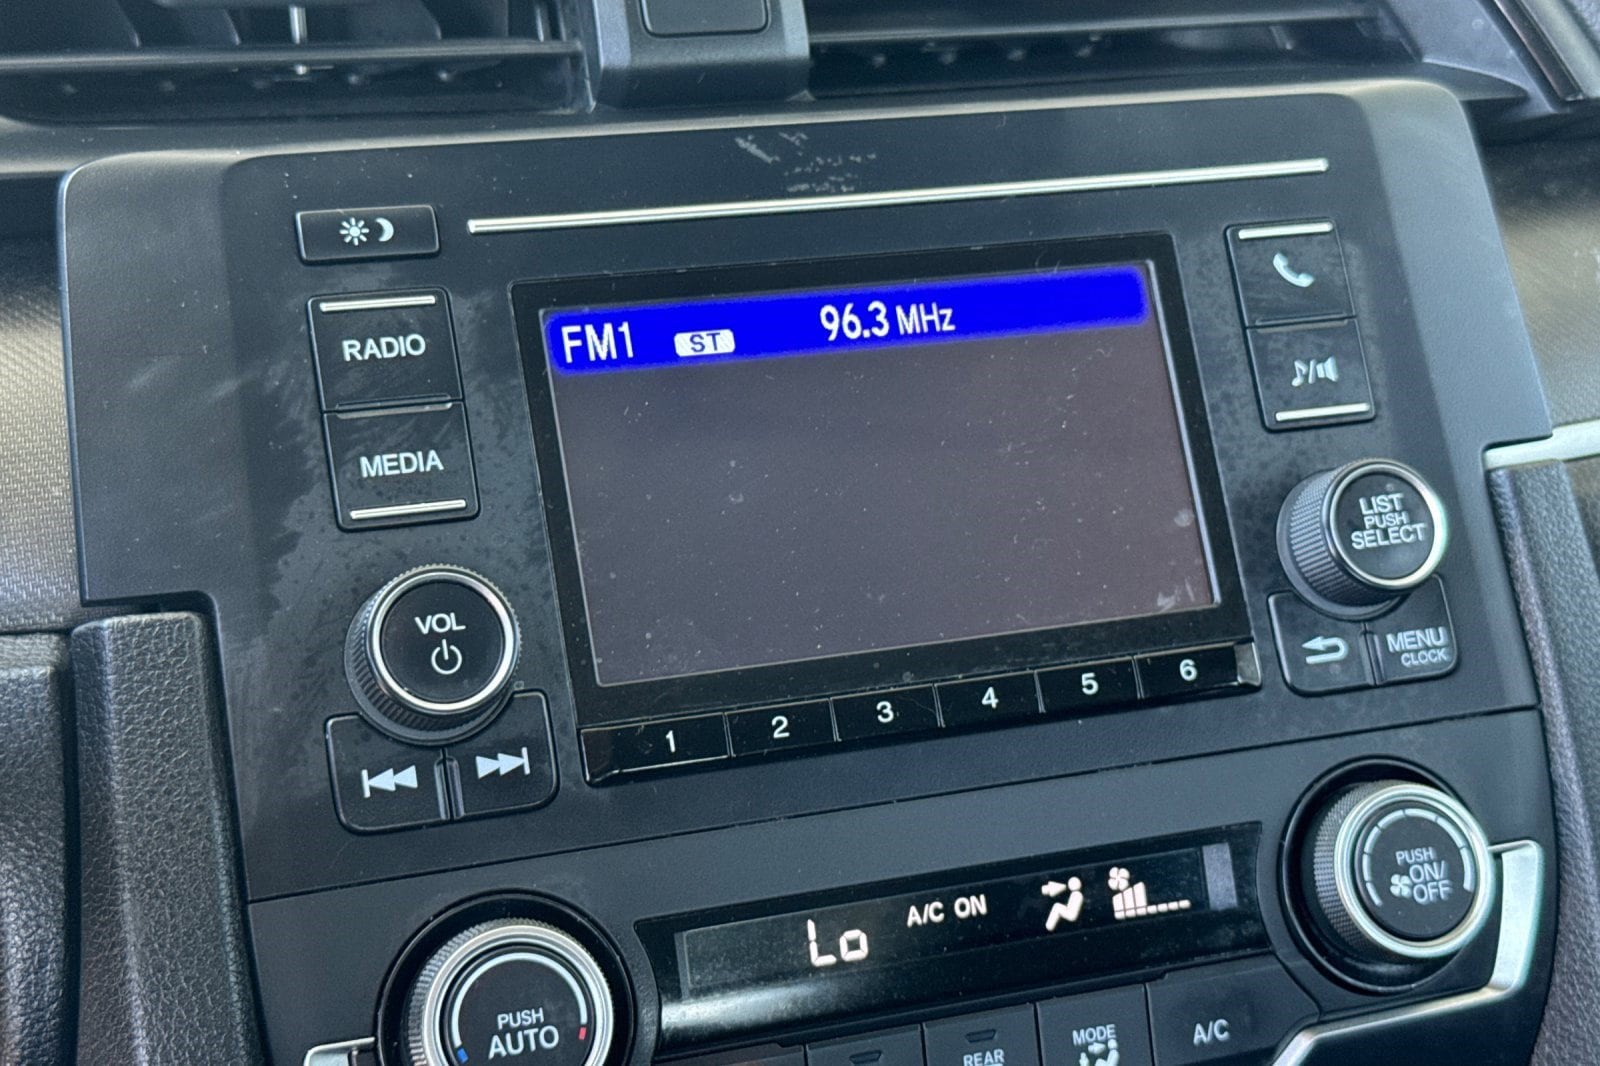 FM1 ST 96.3 MHz
RADIO
MEDIA
LIST
PUSH
SELECT
VOL
MENU
CLOCK
1 2 3 4 5 6
PUSH
ON/
OFF
Lo A/C ON
PUSH
AUTO
REAR
MODE
A/C